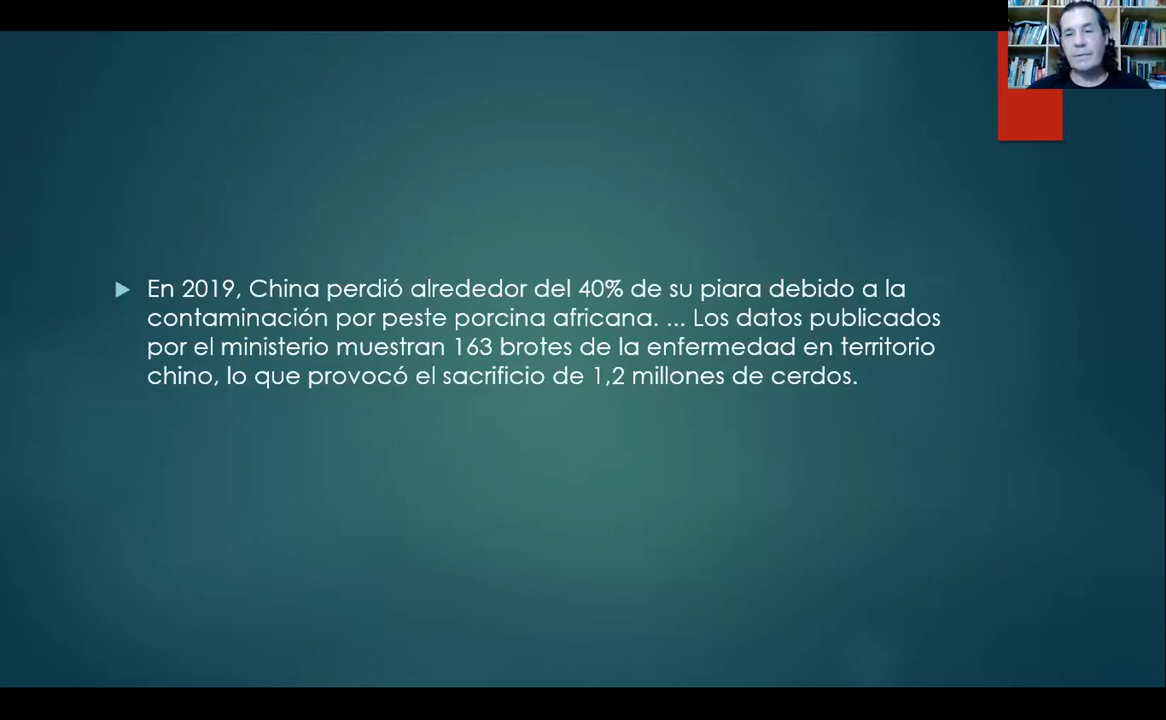 En 2019, China perdió alrededor del 40% de su piara debido a la
contaminación por peste porcina africana. ... Los datos publicados
por el ministerio muestran 163 brotes de la enfermedad en territorio
chino, lo que provocó el sacrificio de 1,2 millones de cerdos.